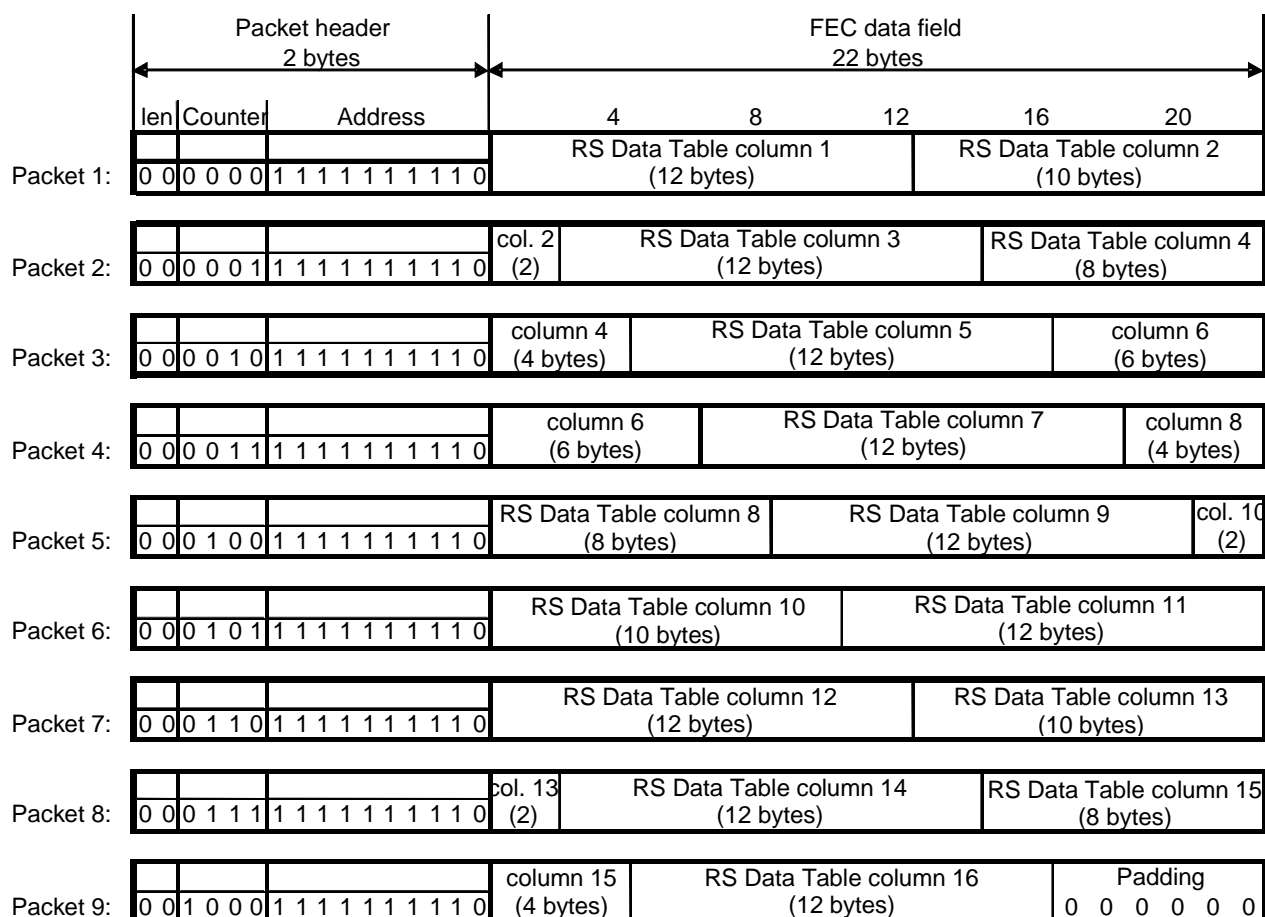 Packet header FEC data field
2 bytes 22 bytes
len Counter Address 4 8 12 16 20
RS Data Table column 1 RS Data Table column 2
Packet 1: 0 0 0 0 0 0 1 1 1 1 1 1 1 1 1 0 (12 bytes) (10 bytes)
col. 2 RS Data Table column 3 RS Data Table column 4
Packet 2: 0 0 0 0 0 1 1 1 1 1 1 1 1 1 1 0 (2) (12 bytes) (8 bytes)
column 4 RS Data Table column 5 column 6
Packet 3: 0 0 0 0 1 0 1 1 1 1 1 1 1 1 1 0 (4 bytes) (12 bytes) (6 bytes)
column 6 RS Data Table column 7 column 8
Packet 4: 0 0 0 0 1 1 1 1 1 1 1 1 1 1 1 0 (6 bytes) (12 bytes) (4 bytes)
RS Data Table column 8 RS Data Table column 9 col. 10
Packet 5: 0 0 0 1 0 0 1 1 1 1 1 1 1 1 1 0 (8 bytes) (12 bytes) (2)
RS Data Table column 10 RS Data Table column 11
Packet 6: 0 0 0 1 0 1 1 1 1 1 1 1 1 1 1 0 (10 bytes) (12 bytes)
RS Data Table column 12 RS Data Table column 13
Packet 7: 0 0 0 1 1 0 1 1 1 1 1 1 1 1 1 0 (12 bytes) (10 bytes)
col. 13 RS Data Table column 14 RS Data Table column 15
Packet 8: 0 0 0 1 1 1 1 1 1 1 1 1 1 1 1 0 (2) (12 bytes) (8 bytes)
column 15 RS Data Table column 16 Padding
Packet 9: 0 0 1 0 0 0 1 1 1 1 1 1 1 1 1 0 (4 bytes) (12 bytes) 0 0 0 0 0 0